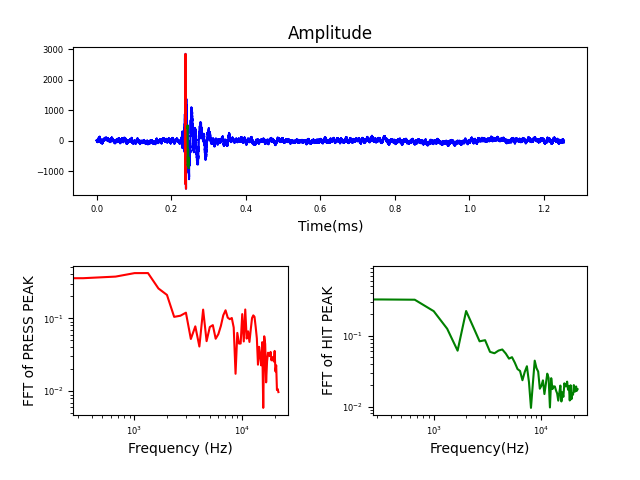 Amplitude
3000
2000
1000
0
−1000
0.0 0.2 0.4 0.6 0.8 1.0 1.2
Time(ms)
FFT of PRESS PEAK
10⁻¹
10⁻²
10³ 10⁴
Frequency (Hz)
FFT of HIT PEAK
10⁻¹
10⁻²
10³ 10⁴
Frequency(Hz)